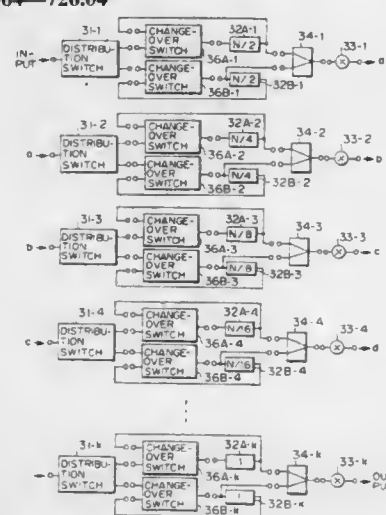 31-1
32A-1
34-1
IN-
PUT
DISTRIBU-
TION
SWITCH
CHANGE-
OVER
SWITCH
N/2
33-1
a
36A-1
CHANGE-
OVER
SWITCH
N/2
32B-1
36B-1
31-2
32A-2
34-2
a
DISTRIBU-
TION
SWITCH
CHANGE-
OVER
SWITCH
N/4
33-2
b
36A-2
CHANGE-
OVER
SWITCH
N/4
32B-2
36B-2
31-3
32A-3
34-3
b
DISTRIBU-
TION
SWITCH
CHANGE-
OVER
SWITCH
N/8
33-3
c
36A-3
CHANGE-
OVER
SWITCH
N/8
32B-3
36B-3
31-4
32A-4
34-4
c
DISTRIBU-
TION
SWITCH
CHANGE-
OVER
SWITCH
N/16
33-4
d
36A-4
CHANGE-
OVER
SWITCH
N/16
32B-4
36B-4
31-k
32A-k
34-k
DISTRIBU-
TION
SWITCH
CHANGE-
OVER
SWITCH
1
33-k
36A-k
CHANGE-
OVER
SWITCH
1
32B-k
36B-k